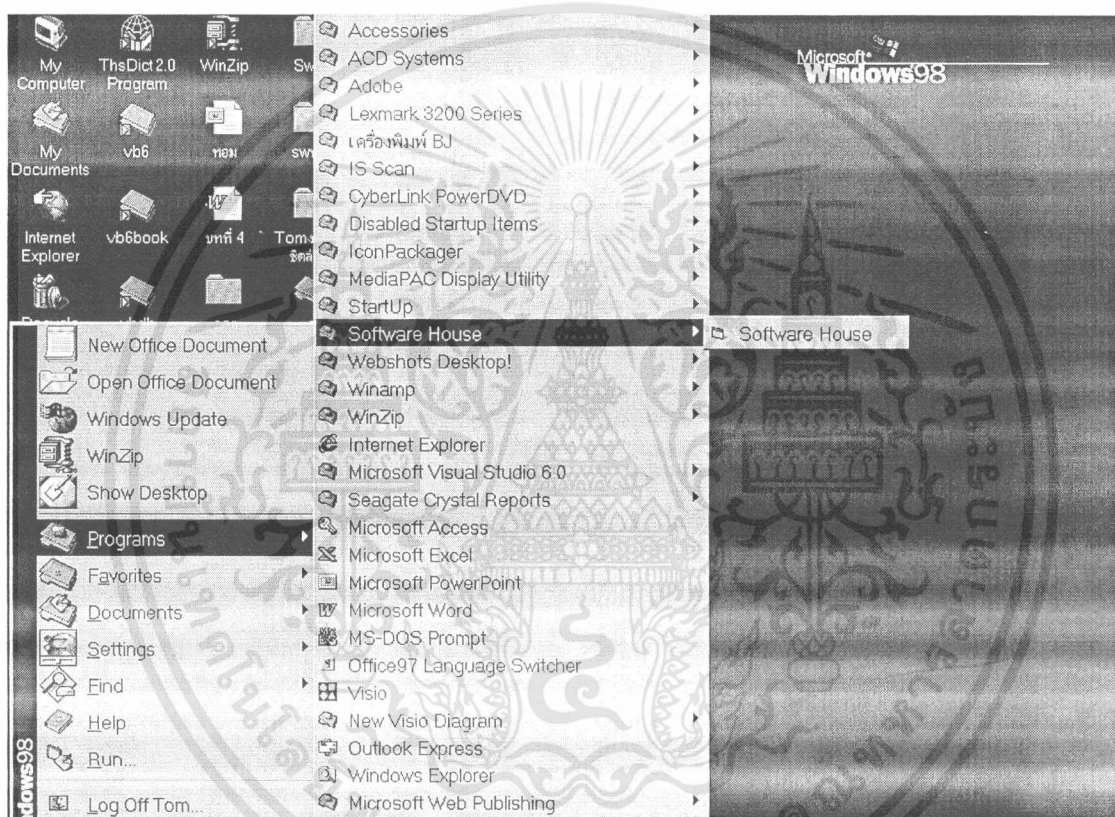 My Computer
ThsDict 2.0 Program
WinZip
My Documents
vb6
ทอม
Internet Explorer
vb6book
บทที่ 4
Microsoft
Windows98
Accessories
ACD Systems
Adobe
Lexmark 3200 Series
เครื่องพิมพ์ BJ
IS Scan
CyberLink PowerDVD
Disabled Startup Items
IconPackager
MediaPAC Display Utility
StartUp
Software House
Software House
Webshots Desktop!
Winamp
WinZip
Internet Explorer
Microsoft Visual Studio 6.0
Seagate Crystal Reports
Microsoft Access
Microsoft Excel
Microsoft PowerPoint
Microsoft Word
MS-DOS Prompt
Office97 Language Switcher
Visio
New Visio Diagram
Outlook Express
Windows Explorer
Microsoft Web Publishing
New Office Document
Open Office Document
Windows Update
WinZip
Show Desktop
Programs
Favorites
Documents
Settings
Find
Help
Run...
Log Off Tom...
dows98